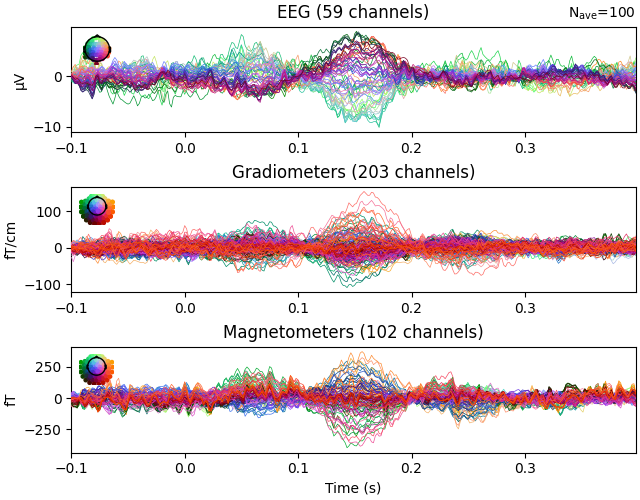 EEG (59 channels)
Nave=100
µV
0
−10
−0.1 0.0 0.1 0.2 0.3
Gradiometers (203 channels)
fT/cm
100
0
−100
−0.1 0.0 0.1 0.2 0.3
Magnetometers (102 channels)
fT
250
0
−250
−0.1 0.0 0.1 0.2 0.3
Time (s)